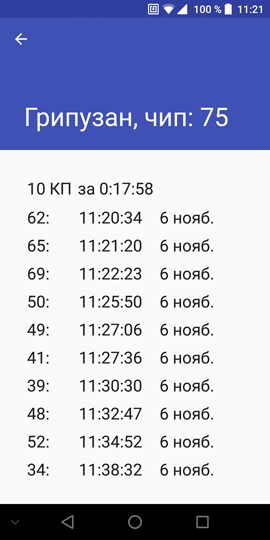 100 % 11:21
Грипузан, чип: 75
10 КП за 0:17:58
62: 11:20:34 6 нояб.
65: 11:21:20 6 нояб.
69: 11:22:23 6 нояб.
50: 11:25:50 6 нояб.
49: 11:27:06 6 нояб.
41: 11:27:36 6 нояб.
39: 11:30:30 6 нояб.
48: 11:32:47 6 нояб.
52: 11:34:52 6 нояб.
34: 11:38:32 6 нояб.